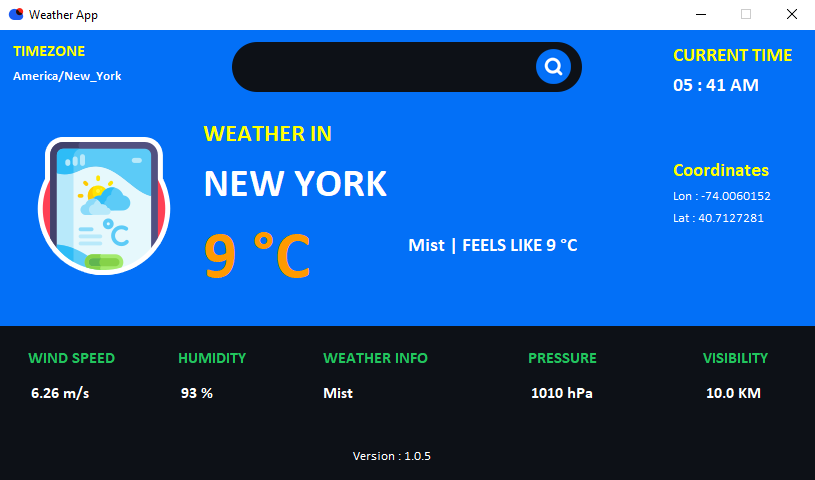 Weather App
TIMEZONE
America/New_York
CURRENT TIME
05 : 41 AM
WEATHER IN
NEW YORK
9 °C
Mist | FEELS LIKE 9 °C
Coordinates
Lon : -74.0060152
Lat : 40.7127281
°C
WIND SPEED
6.26 m/s
HUMIDITY
93 %
WEATHER INFO
Mist
PRESSURE
1010 hPa
VISIBILITY
10.0 KM
Version : 1.0.5